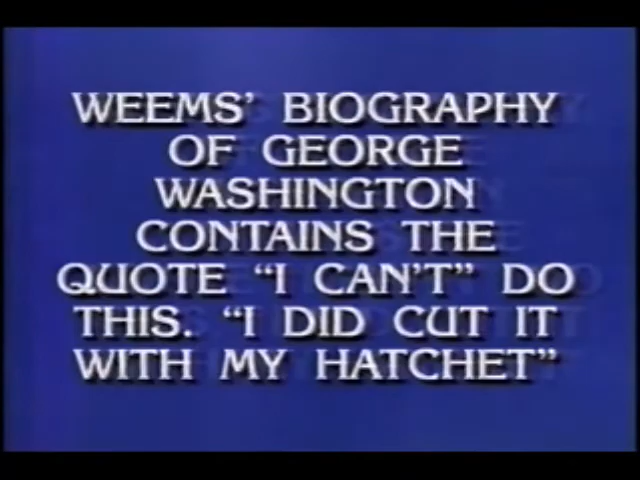 WEEMS' BIOGRAPHY
OF GEORGE
WASHINGTON
CONTAINS THE
QUOTE "I CAN'T" DO
THIS. "I DID CUT IT
WITH MY HATCHET"